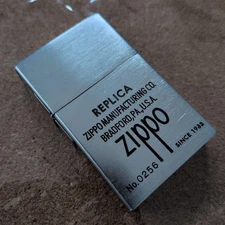 REPLICA
ZIPPO MANUFACTURING CO.
BRADFORD, PA., U.S.A.
zippo
SINCE 1932
No.0256